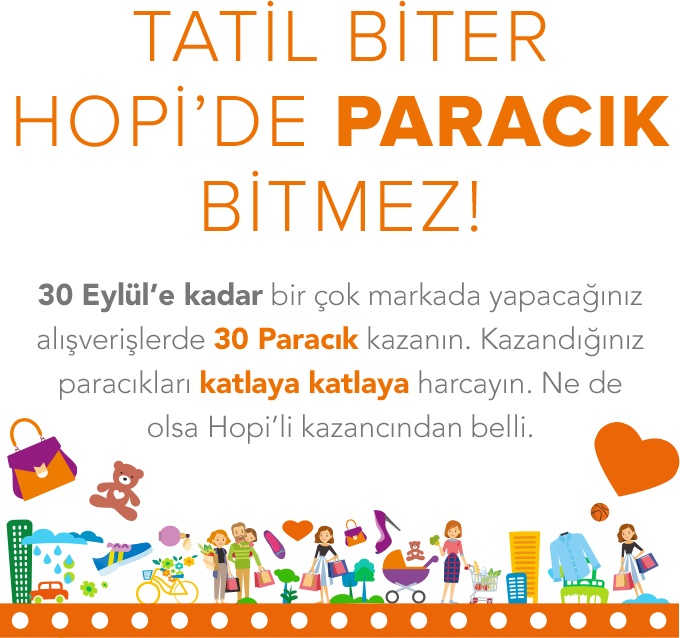 TATİL BİTER
HOPİ’DE PARACIK
BİTMEZ!
30 Eylül’e kadar bir çok markada yapacağınız
alışverişlerde 30 Paracık kazanın. Kazandığınız
paracıkları katlaya katlaya harcayın. Ne de
olsa Hopi’li kazancından belli.